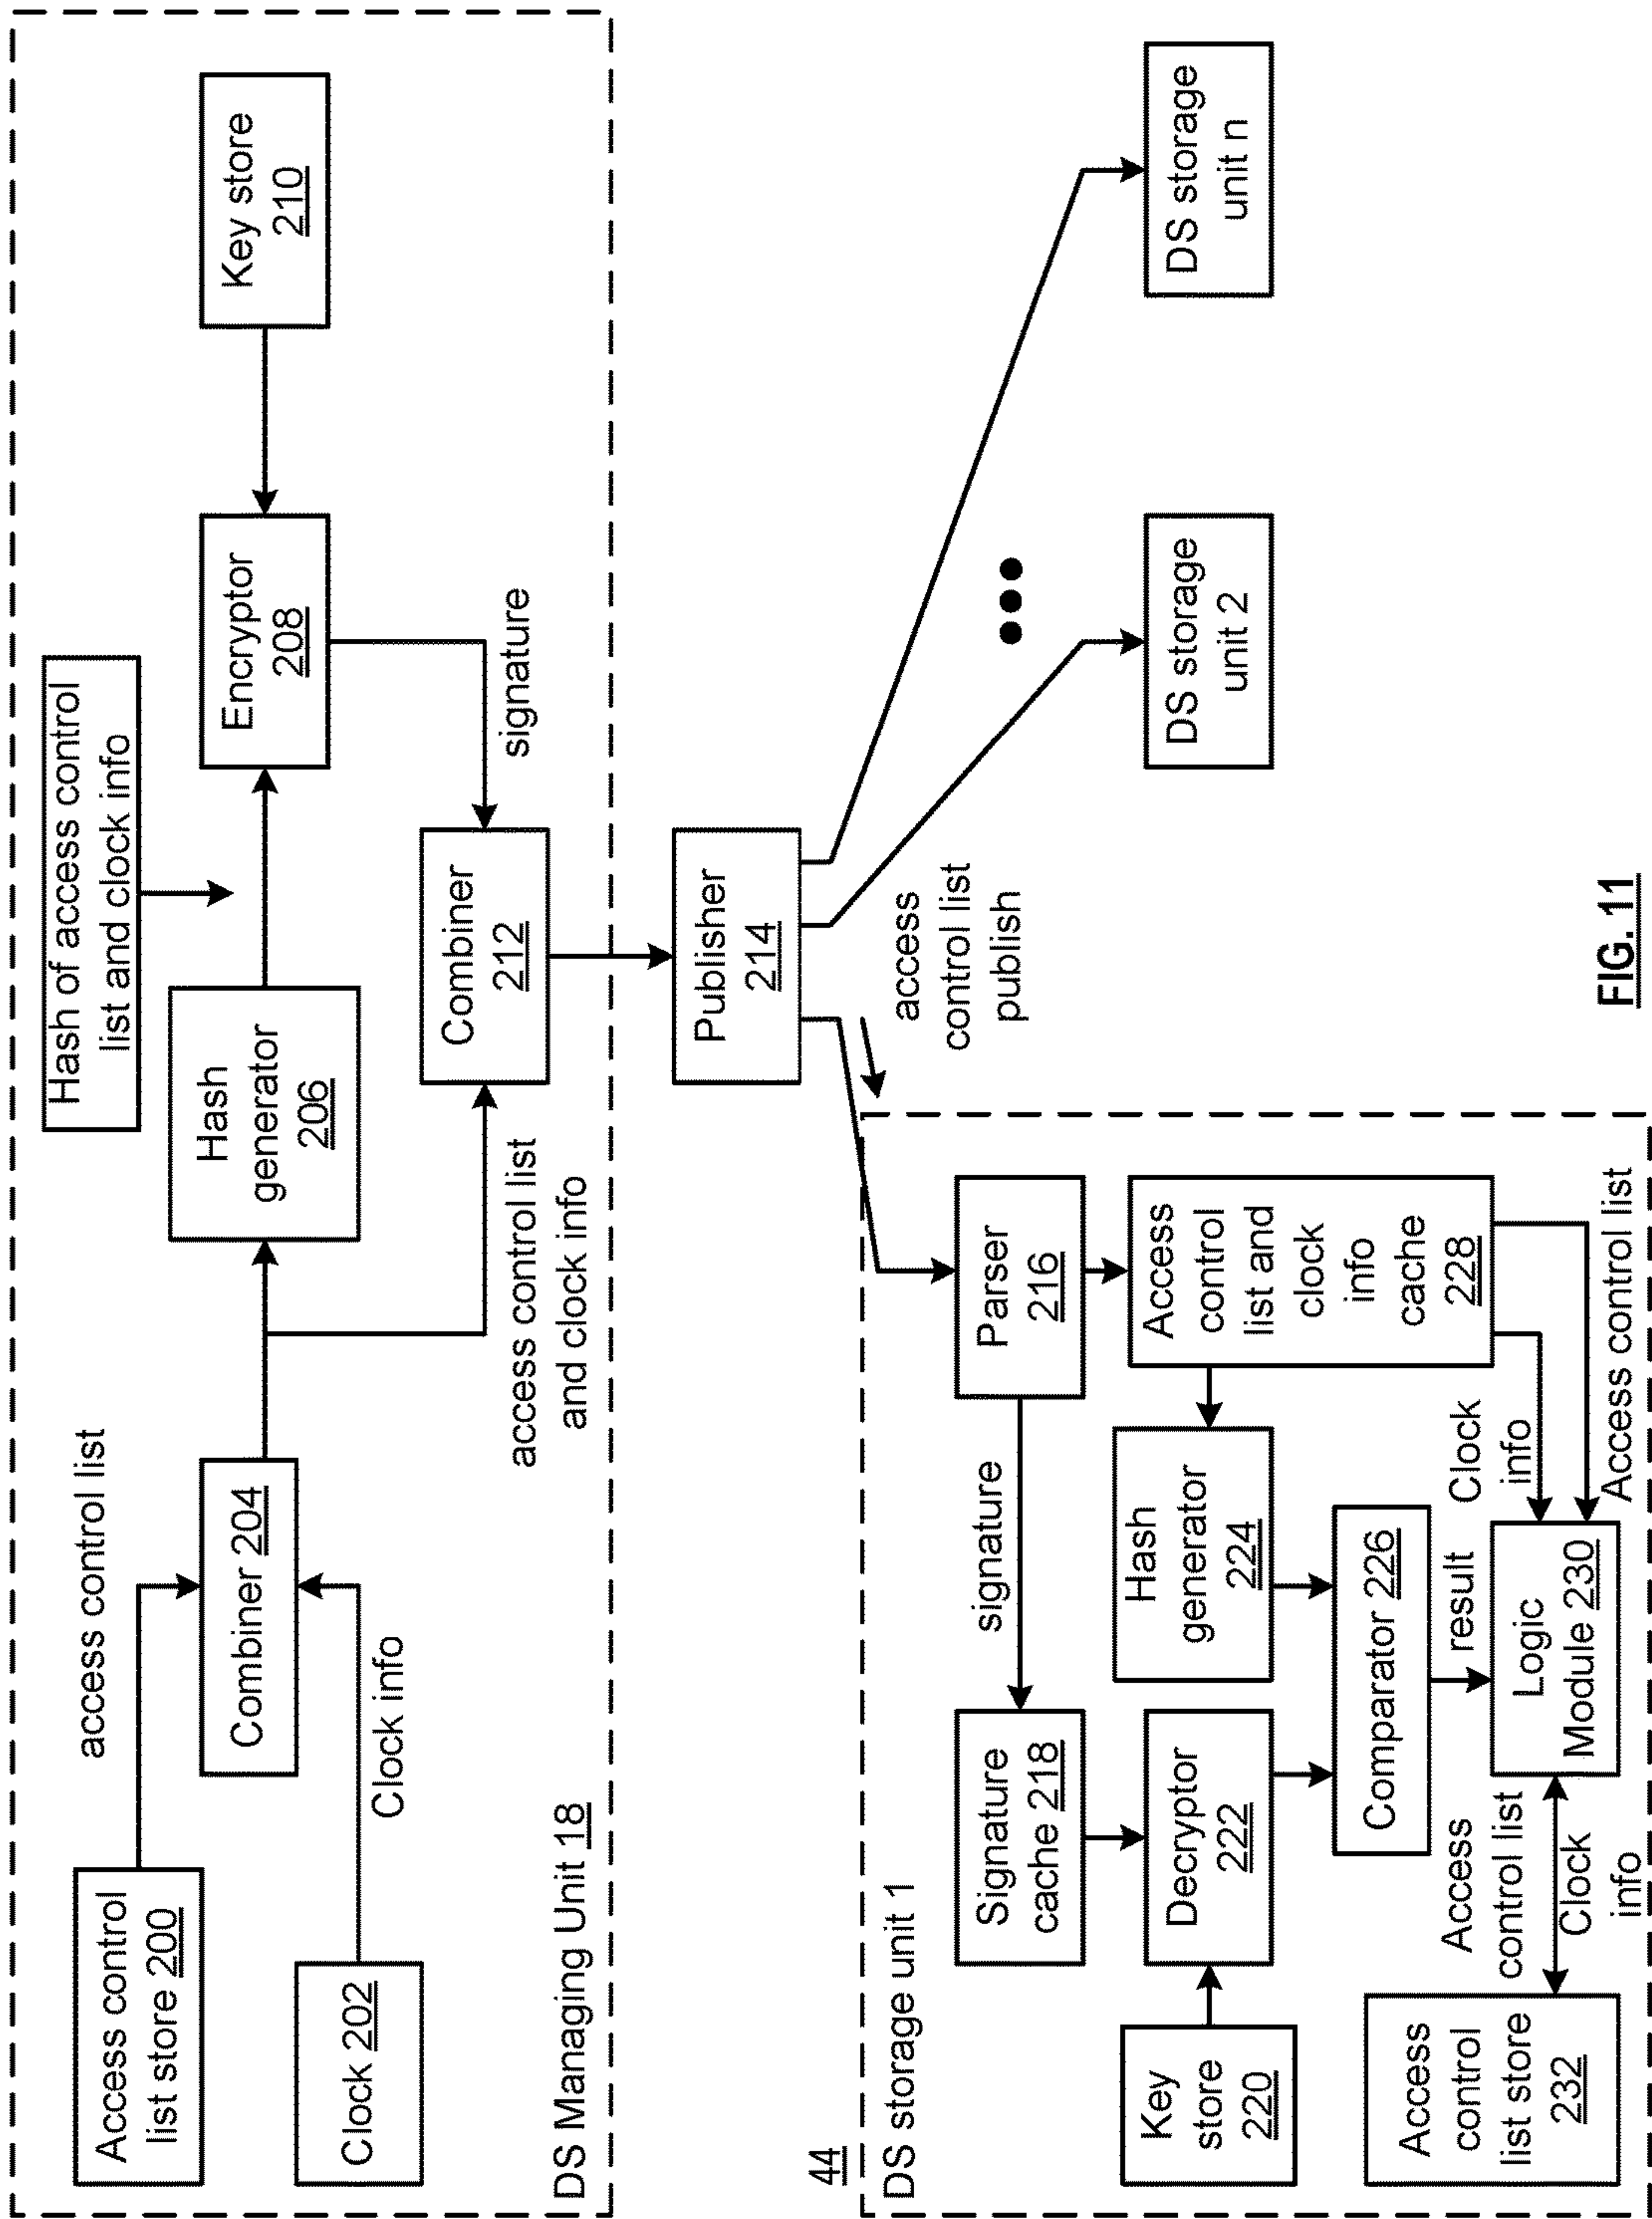 Access control
list store 200
access control list
Clock 202
Clock info
Combiner 204
Hash
generator
206
Hash of access control
list and clock info
Encryptor
208
Key store
210
access control list
and clock info
signature
Combiner
212
DS Managing Unit 18
Publisher
214
access
control list
publish
DS storage
unit 2
DS storage
unit n
44
DS storage unit 1
Parser
216
signature
Signature
cache 218
Key
store
220
Decryptor
222
Hash
generator
224
Access
control
list and
clock
info
cache
228
Comparator 226
result
Clock
info
Access control list
Logic
Module 230
Access
control list
Clock
info
Access
control
list store
232
FIG. 11